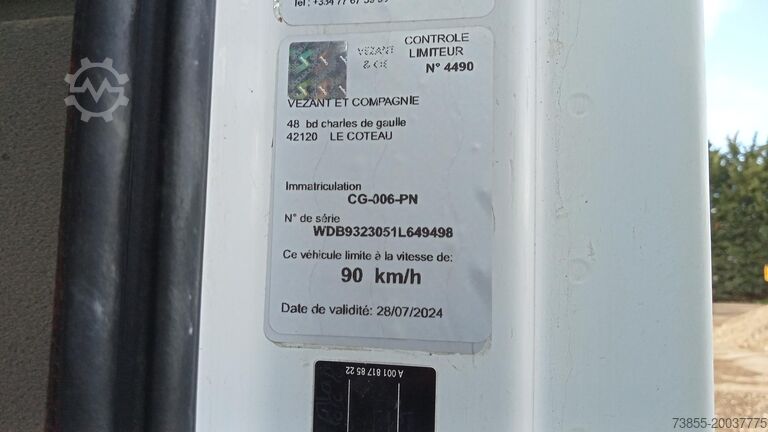 CONTROLE
LIMITEUR
VEZANT
& CIE
N° 4490
VEZANT ET COMPAGNIE
48 bd charles de gaulle
42120 LE COTEAU
Immatriculation
CG-006-PN
N° de série
WDB9323051L649498
Ce véhicule limite à la vitesse de:
90 km/h
Date de validité: 28/07/2024
A 001 817 85 22
73855-20037775